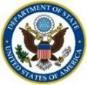 DEPARTMENT OF STATE
UNITED STATES OF AMERICA